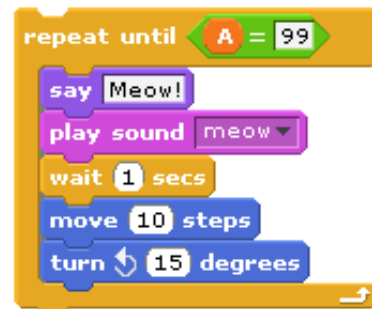 repeat until A = 99
say Meow!
play sound meow
wait 1 secs
move 10 steps
turn 15 degrees